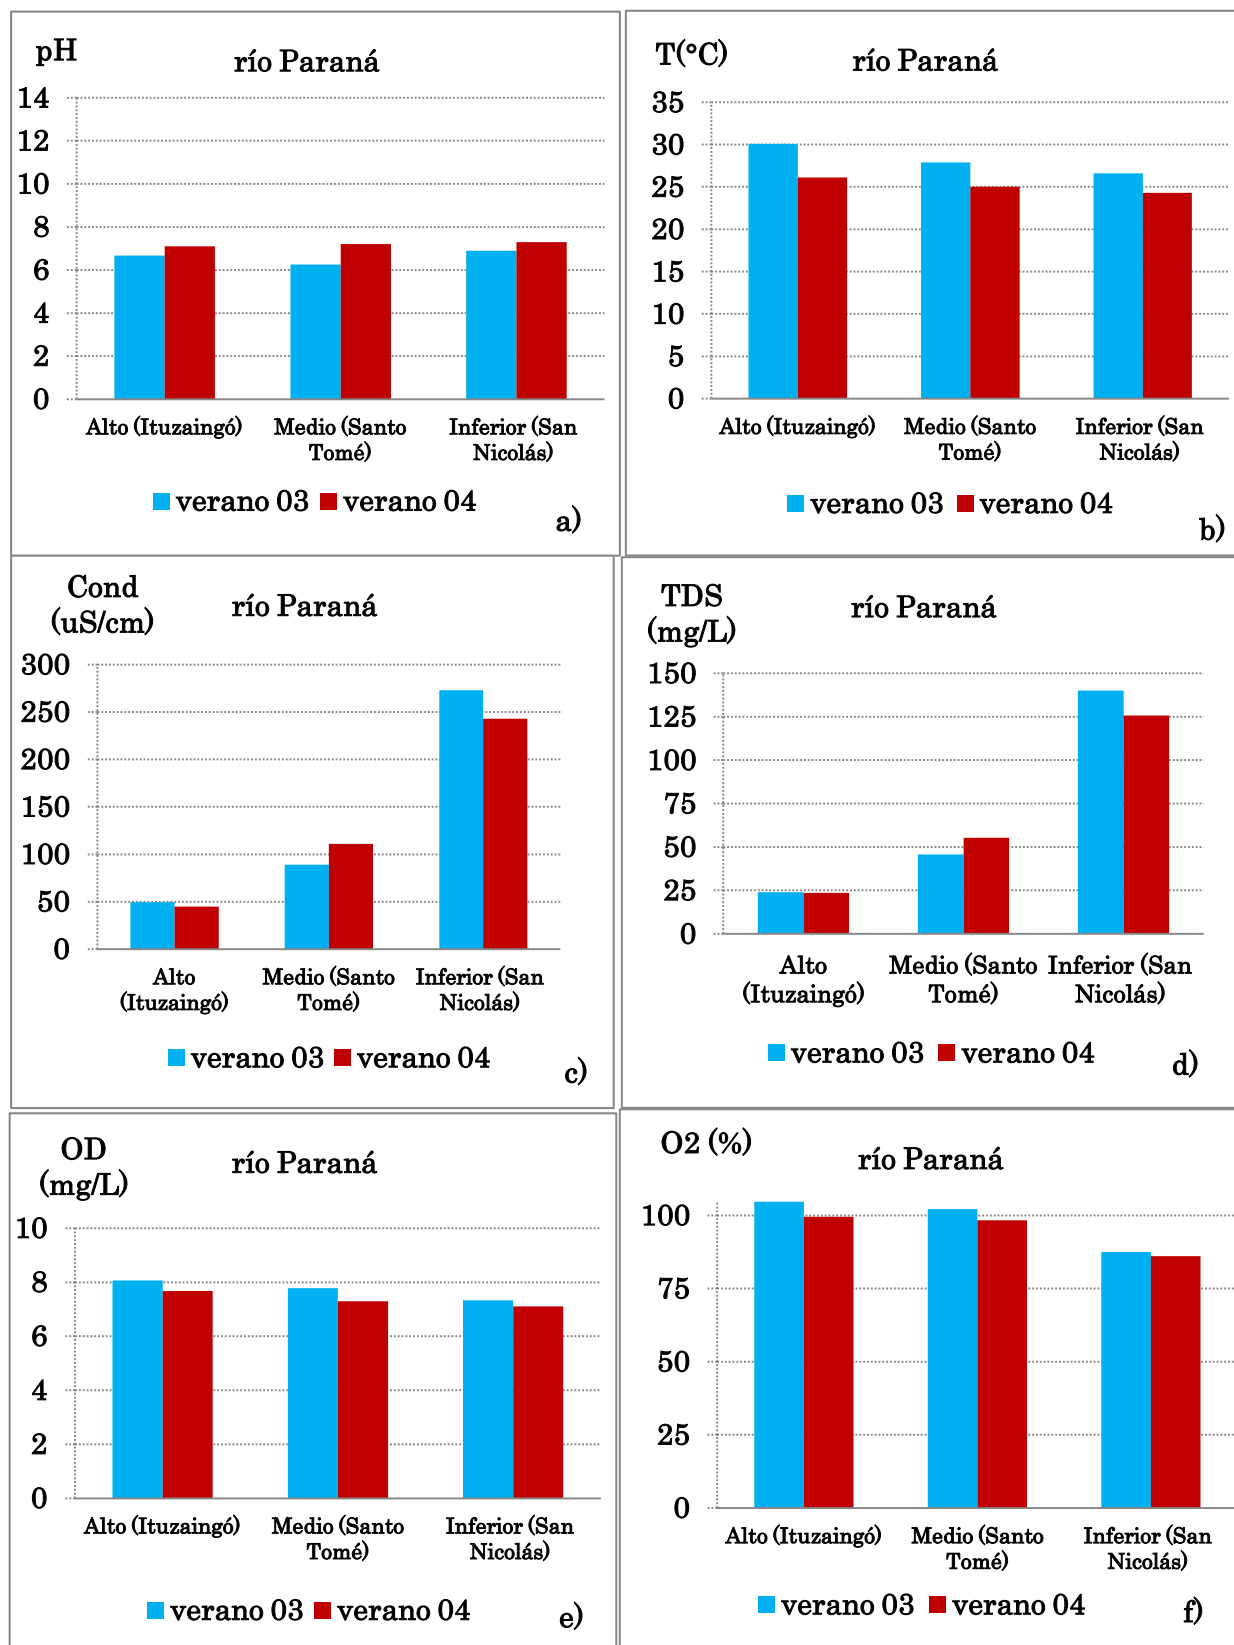 pH
río Paraná
14
12
10
8
6
4
2
0
Alto (Ituzaingó)
Medio (Santo
Tomé)
Inferior (San
Nicolás)
verano 03
verano 04
a)
T(°C)
río Paraná
35
30
25
20
15
10
5
0
Alto (Ituzaingó)
Medio (Santo
Tomé)
Inferior (San
Nicolás)
verano 03
verano 04
b)
Cond
(uS/cm)
río Paraná
300
250
200
150
100
50
0
Alto
(Ituzaingó)
Medio (Santo
Tomé)
Inferior (San
Nicolás)
verano 03
verano 04
c)
TDS
(mg/L)
río Paraná
150
125
100
75
50
25
0
Alto
(Ituzaingó)
Medio (Santo
Tomé)
Inferior (San
Nicolás)
verano 03
verano 04
d)
OD
(mg/L)
río Paraná
10
8
6
4
2
0
Alto (Ituzaingó)
Medio (Santo
Tomé)
Inferior (San
Nicolás)
verano 03
verano 04
e)
O2 (%)
río Paraná
100
75
50
25
0
Alto (Ituzaingó)
Medio (Santo
Tomé)
Inferior (San
Nicolás)
verano 03
verano 04
f)